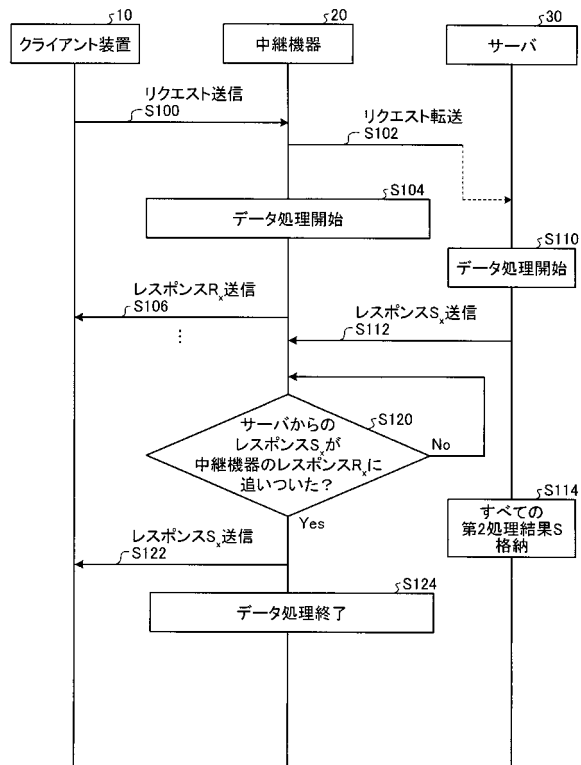 10
クライアント装置
20
中継機器
30
サーバ
リクエスト送信
S100
リクエスト転送
S102
S104
データ処理開始
S110
データ処理開始
レスポンスRx送信
S106
⋮
レスポンスSx送信
S112
S120
サーバからの
レスポンスSxが
中継機器のレスポンスRxに
追いついた?
No
Yes
S114
すべての
第2処理結果S
格納
レスポンスSx送信
S122
S124
データ処理終了